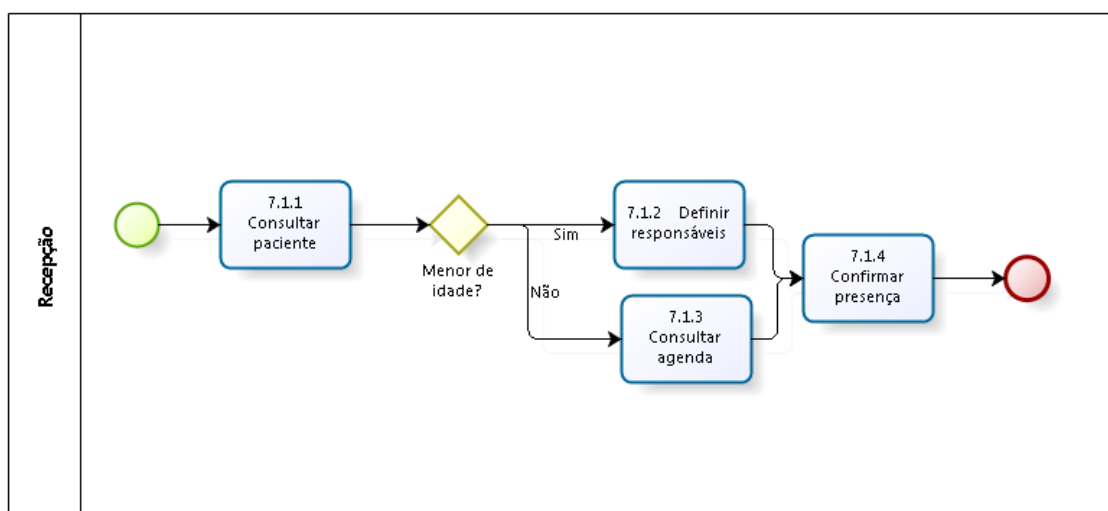 Recepção
7.1.1
Consultar
paciente
Menor de
idade?
Sim
Não
7.1.2 Definir
responsáveis
7.1.3
Consultar
agenda
7.1.4
Confirmar
presença